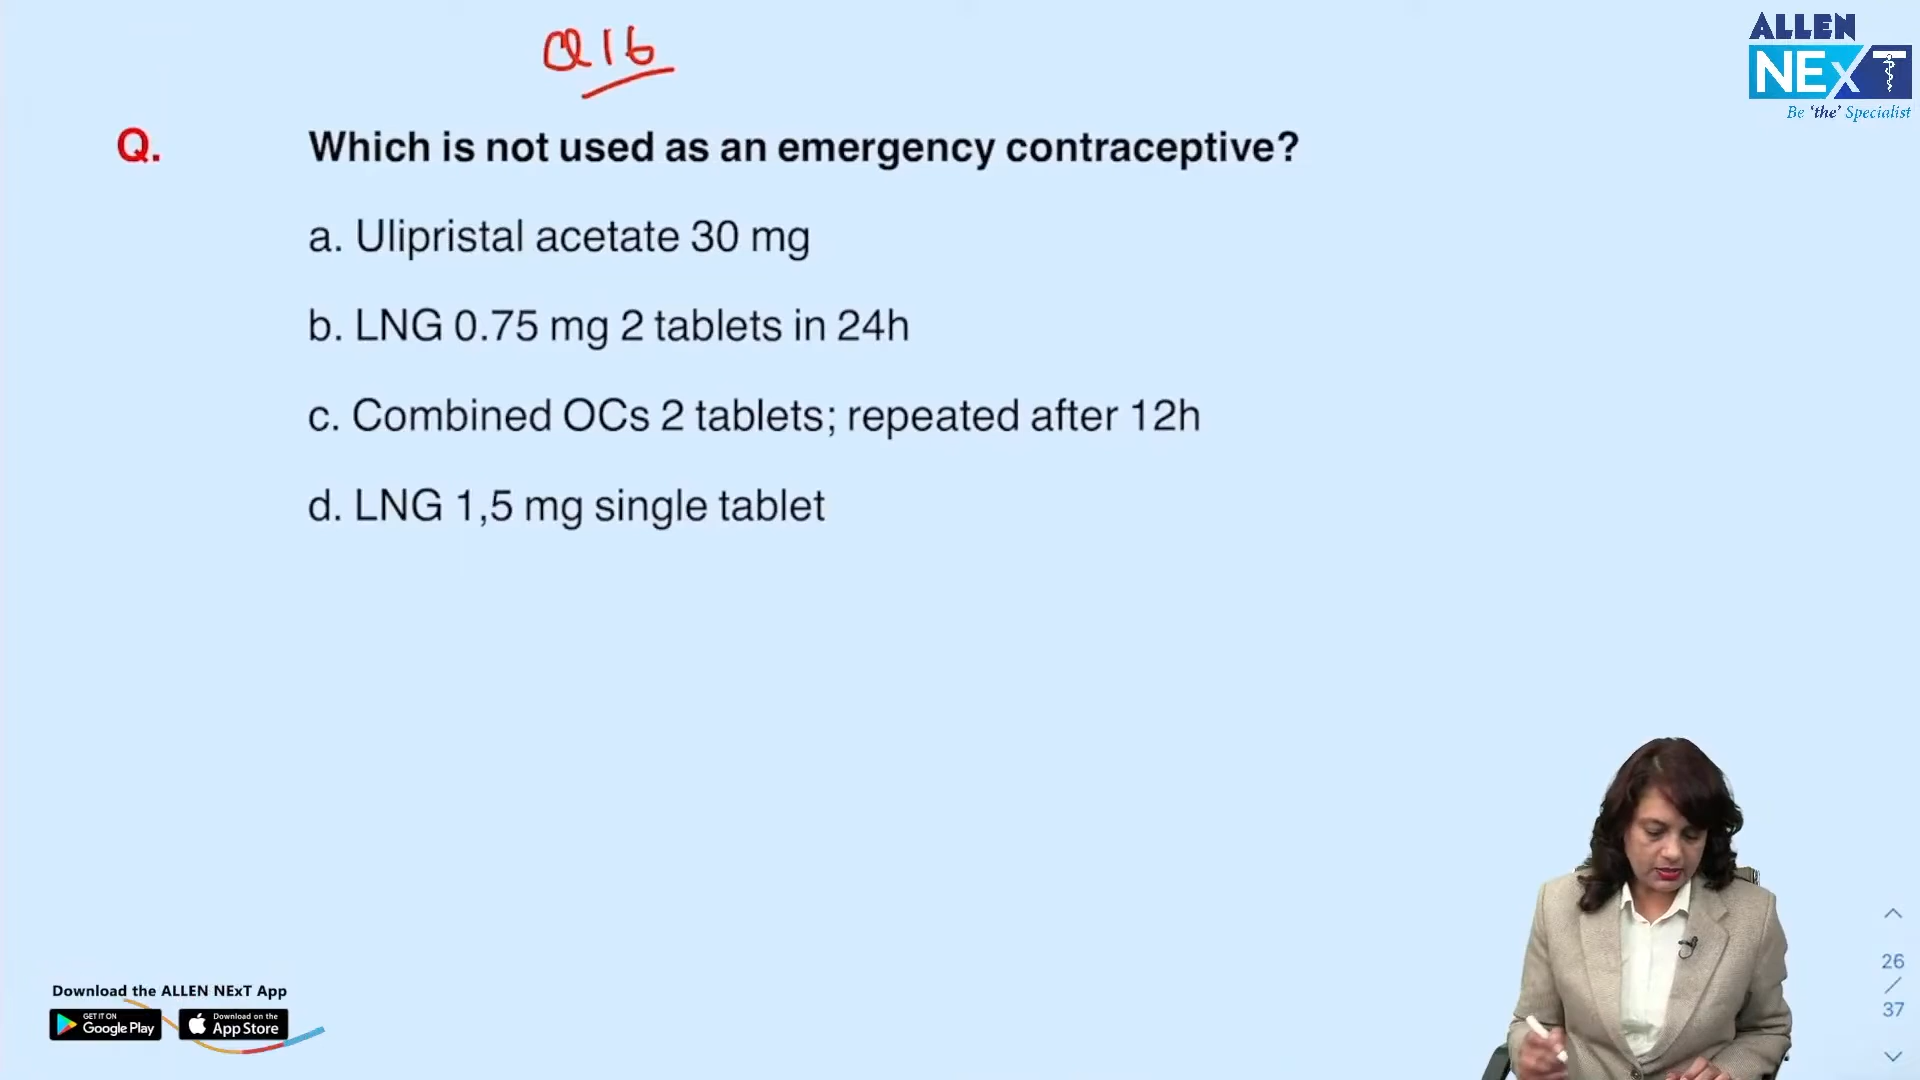 Q16
ALLEN
NEXT
Be 'the' Specialist
Q. Which is not used as an emergency contraceptive?
a. Ulipristal acetate 30 mg
b. LNG 0.75 mg 2 tablets in 24h
c. Combined OCs 2 tablets; repeated after 12h
d. LNG 1,5 mg single tablet
26
/
37
Download the ALLEN NExT App
GET IT ON
Google Play
Download on the
App Store